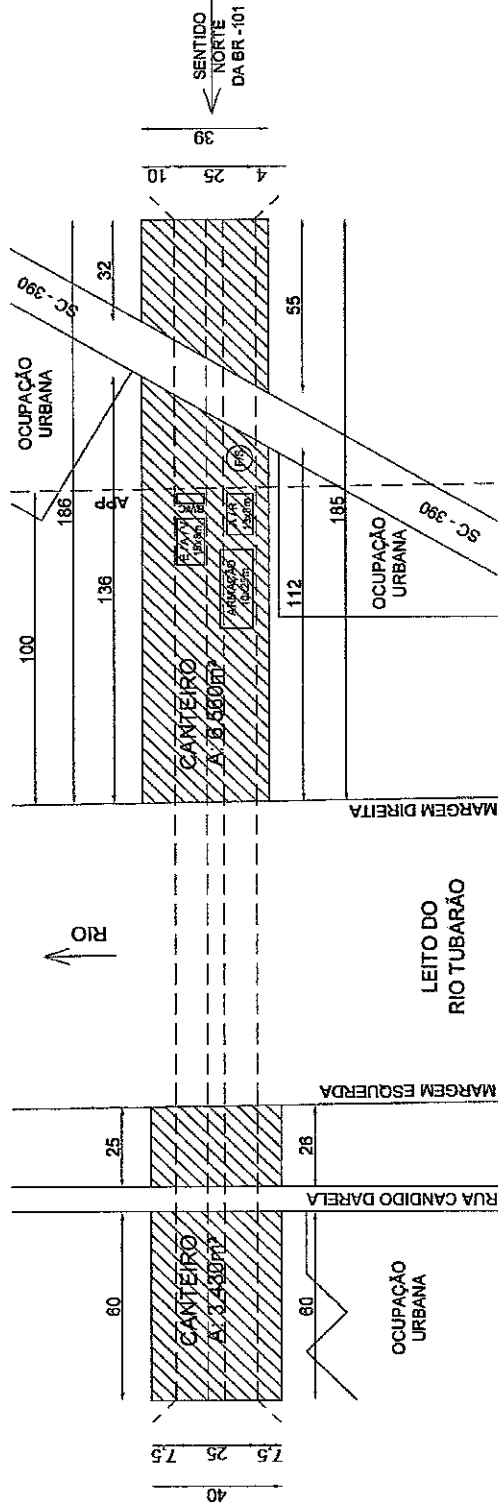 SENTIDO
NORTE
DA BR-101
39
10
25
4
32
SC-390
OCUPAÇÃO
URBANA
186
100
136
APP
55
185
112
SC-390
OCUPAÇÃO
URBANA
E/A/V
A/R
ARMAÇÃO
10x25m
CANTEIRO
A: 6.560m²
MARGEM DIREITA
RIO
LEITO DO
RIO TUBARÃO
MARGEM ESQUERDA
25
26
RUA CANDIDO DARELA
60
CANTEIRO
A: 3.430m²
60
OCUPAÇÃO
URBANA
7,5
25
7,5
40